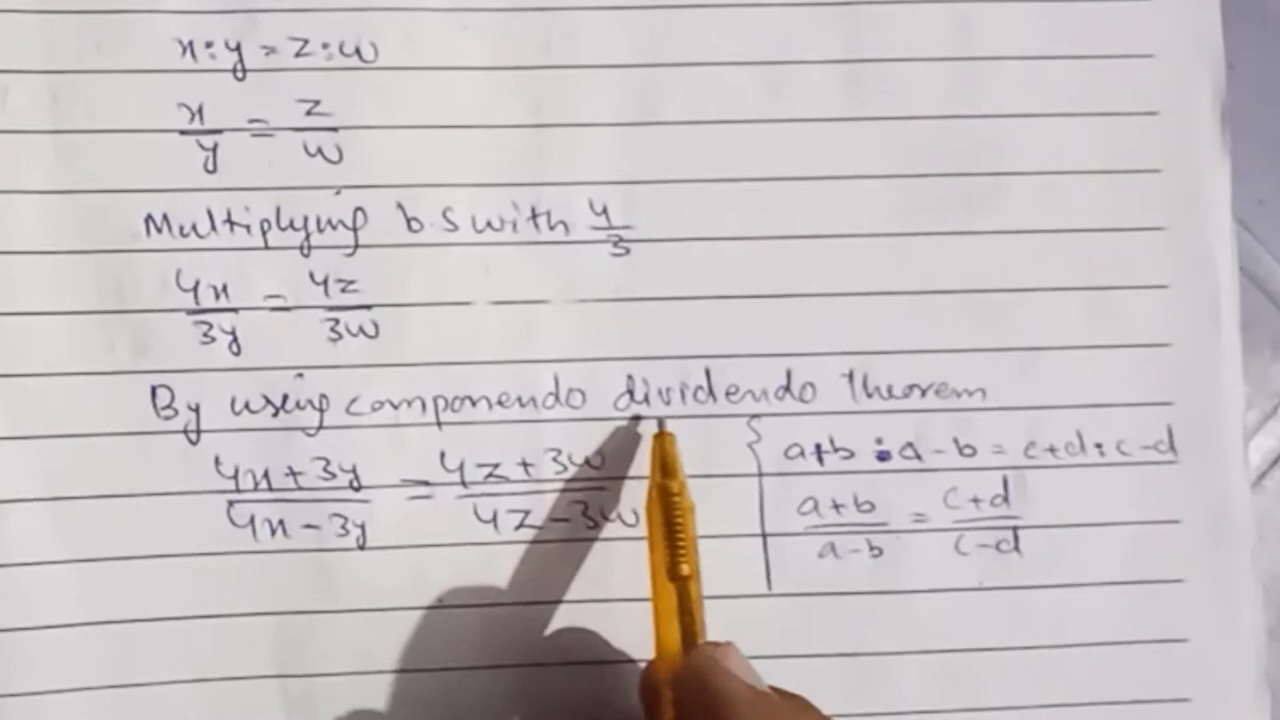 x:y = z:w
x/y = z/w
Multiplying b.s with 4/3
4x/3y = 4z/3w
By using componendo dividendo theorem
4x+3y/4x-3y = 4z+3w/4z-3w
a+b : a-b = c+d : c-d
a+b/a-b = c+d/c-d